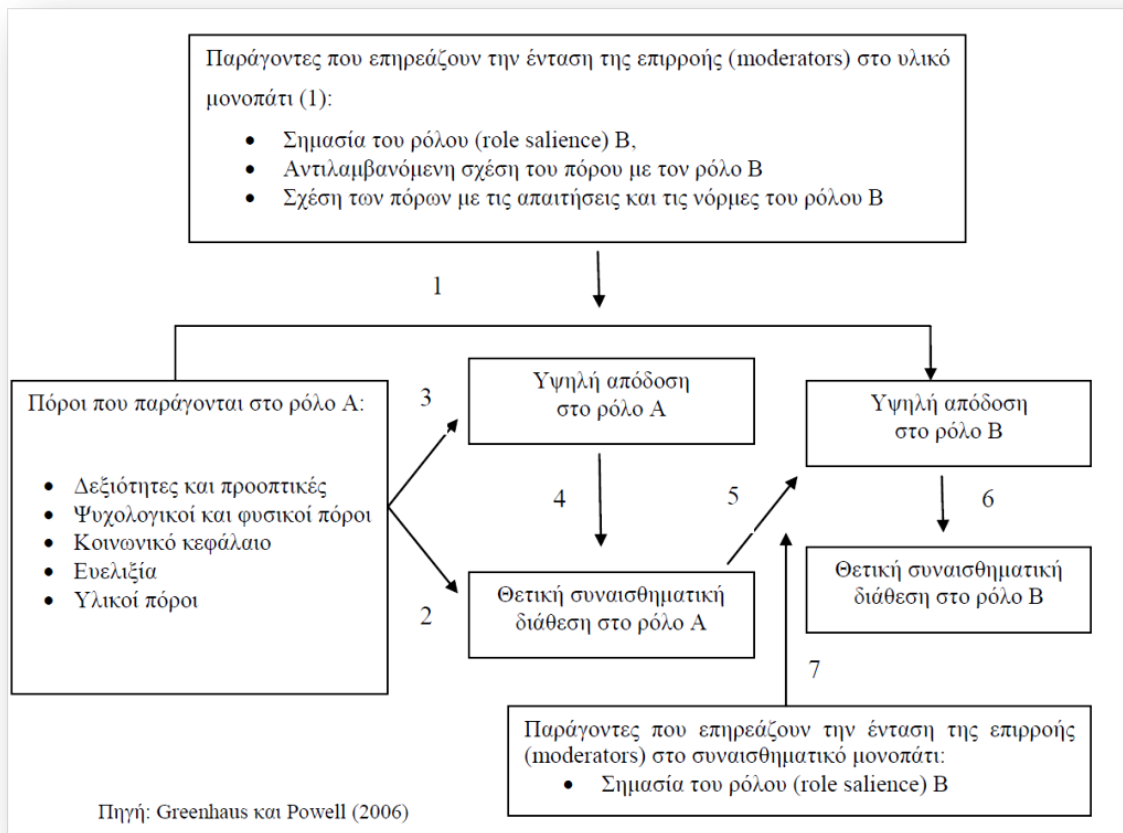 Παράγοντες που επηρεάζουν την ένταση της επιρροής (moderators) στο υλικό
μονοπάτι (1):
• Σημασία του ρόλου (role salience) Β,
• Αντιλαμβανόμενη σχέση του πόρου με τον ρόλο Β
• Σχέση των πόρων με τις απαιτήσεις και τις νόρμες του ρόλου Β
1
Πόροι που παράγονται στο ρόλο Α:
• Δεξιότητες και προοπτικές
• Ψυχολογικοί και φυσικοί πόροι
• Κοινωνικό κεφάλαιο
• Ευελιξία
• Υλικοί πόροι
3
Υψηλή απόδοση
στο ρόλο Α
Υψηλή απόδοση
στο ρόλο Β
4
5
6
2
Θετική συναισθηματική
διάθεση στο ρόλο Α
Θετική συναισθηματική
διάθεση στο ρόλο Β
7
Παράγοντες που επηρεάζουν την ένταση της επιρροής
(moderators) στο συναισθηματικό μονοπάτι:
• Σημασία του ρόλου (role salience) Β
Πηγή: Greenhaus και Powell (2006)